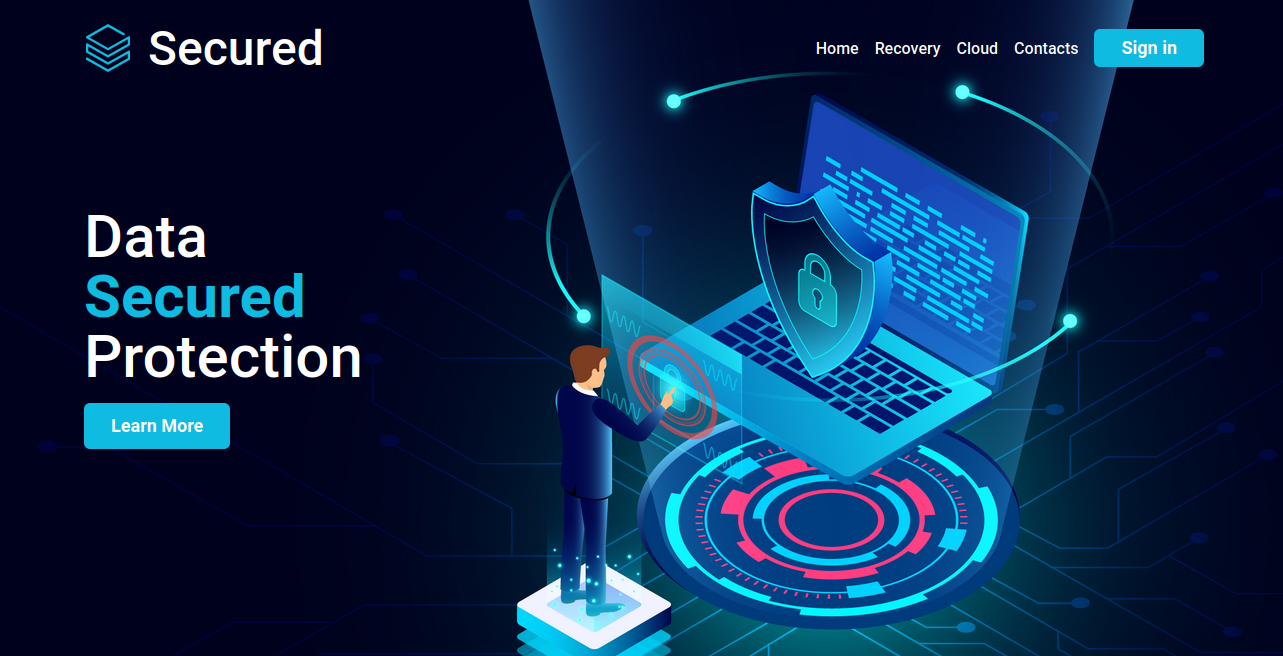 Secured
Home Recovery Cloud Contacts Sign in
Data
Secured
Protection
Learn More